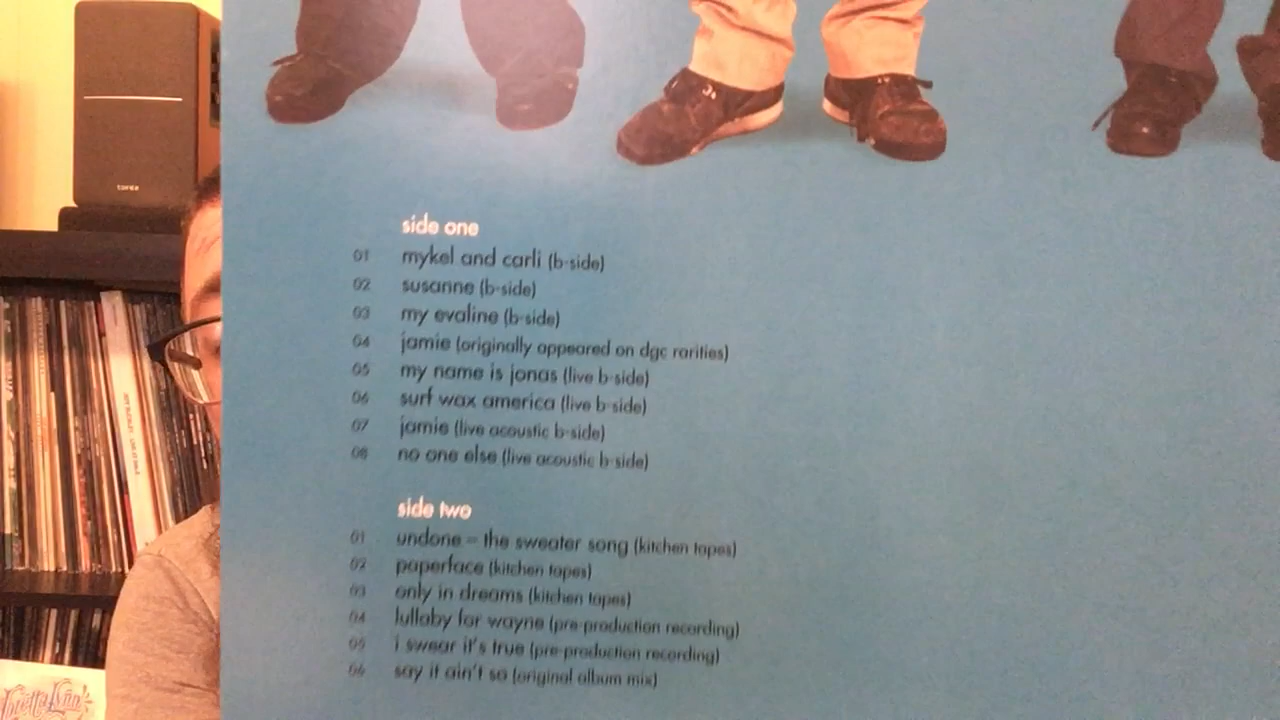 side one
01 mykel and carli (b-side)
02 susanne (b-side)
03 my evaline (b-side)
04 jamie (originally appeared on dgc rarities)
05 my name is jonas (live b-side)
06 surf wax america (live b-side)
07 jamie (live acoustic b-side)
08 no one else (live acoustic b-side)
side two
01 undone – the sweater song (kitchen tapes)
02 paperface (kitchen tapes)
03 only in dreams (kitchen tapes)
04 lullaby for wayne (pre-production recording)
05 i swear it's true (pre-production recording)
06 say it ain't so (original album mix)
Loretta Lynn